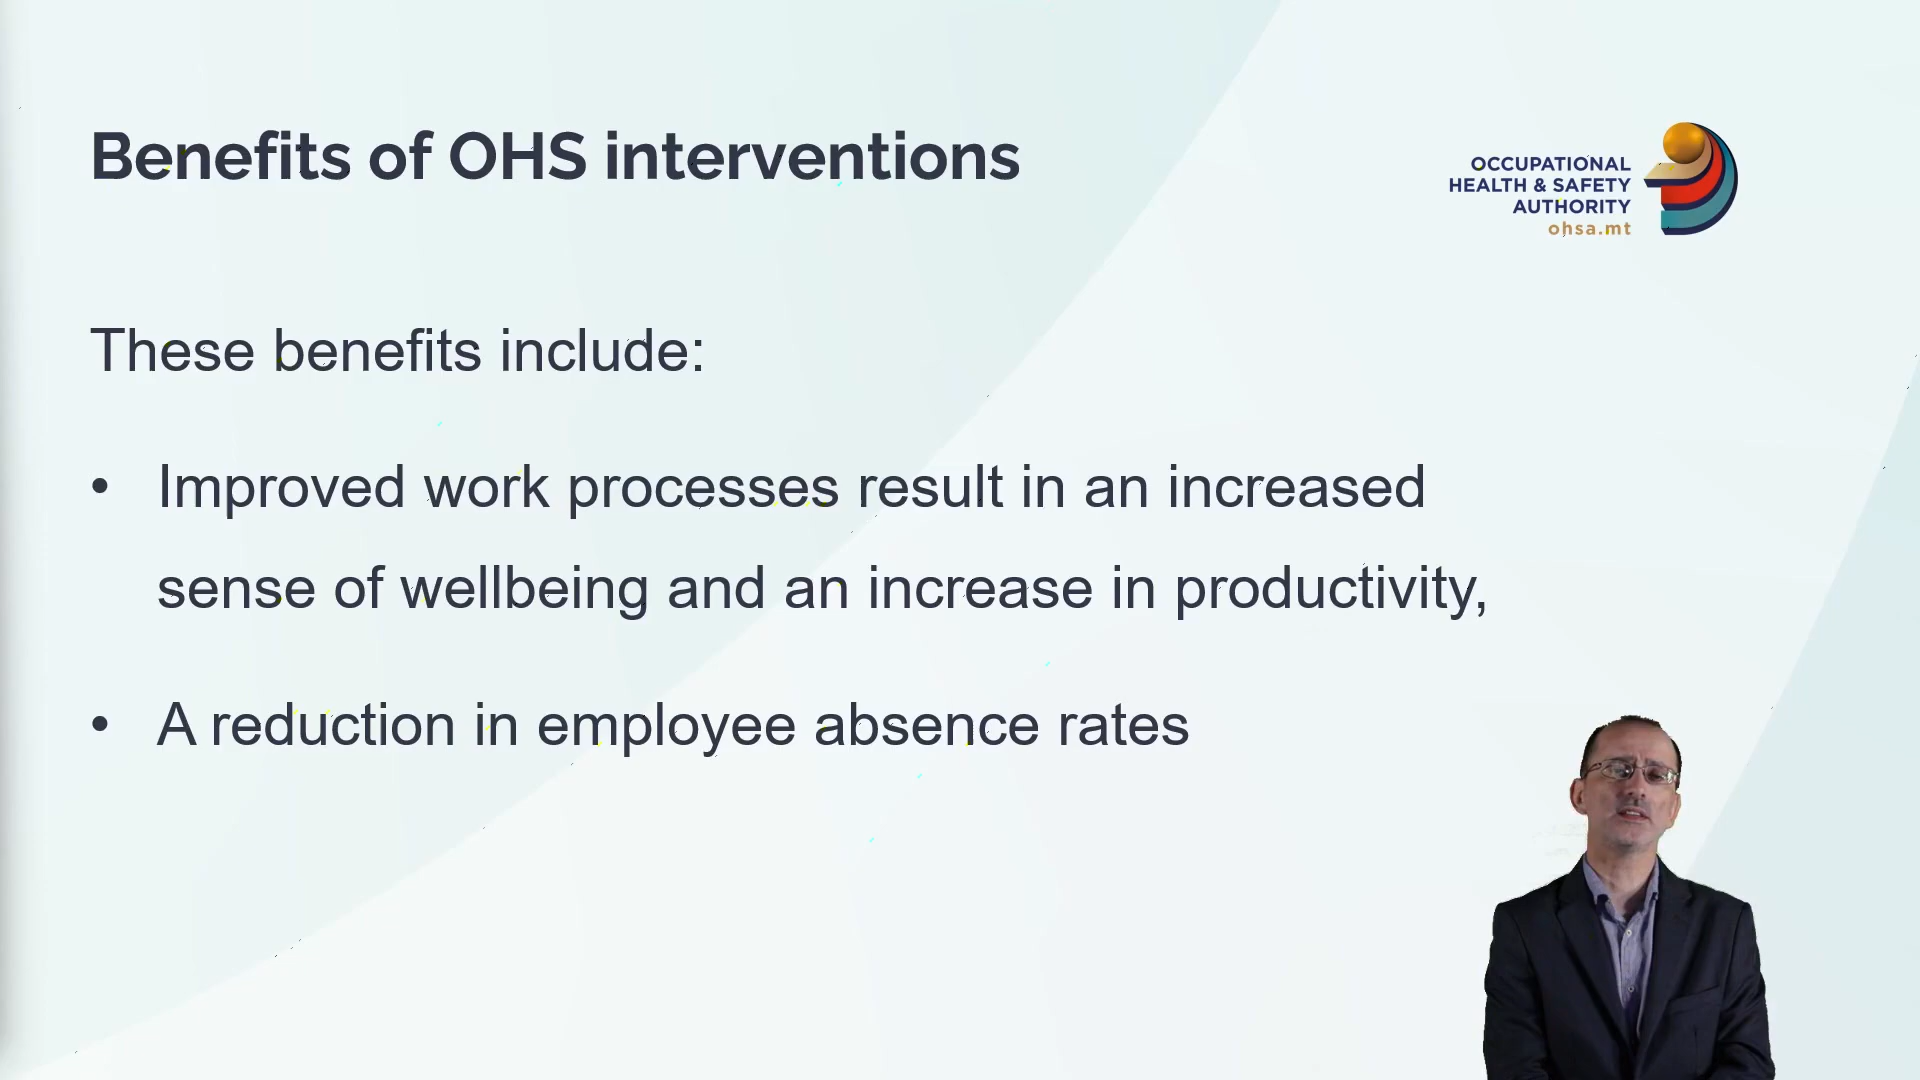 Benefits of OHS interventions
OCCUPATIONAL
HEALTH & SAFETY
AUTHORITY
ohsa.mt
These benefits include:
• Improved work processes result in an increased
sense of wellbeing and an increase in productivity,
• A reduction in employee absence rates